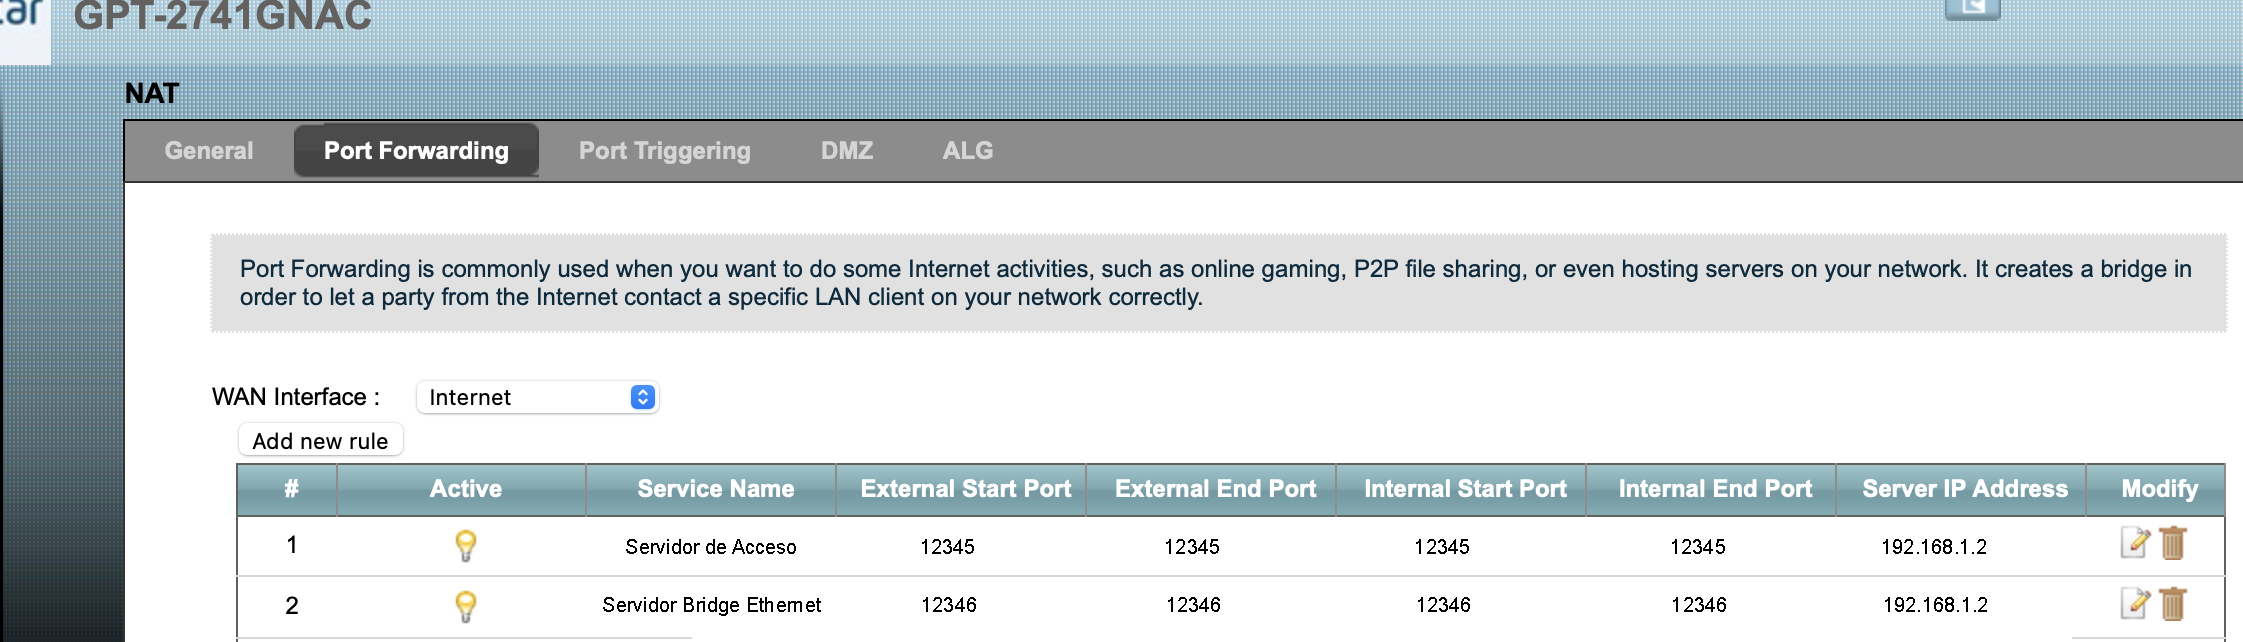 GPT-2741GNAC
NAT
General Port Forwarding Port Triggering DMZ ALG
Port Forwarding is commonly used when you want to do some Internet activities, such as online gaming, P2P file sharing, or even hosting servers on your network. It creates a bridge in
order to let a party from the Internet contact a specific LAN client on your network correctly.
WAN Interface : Internet
Add new rule
# Active Service Name External Start Port External End Port Internal Start Port Internal End Port Server IP Address Modify
1 Servidor de Acceso 12345 12345 12345 12345 192.168.1.2
2 Servidor Bridge Ethernet 12346 12346 12346 12346 192.168.1.2